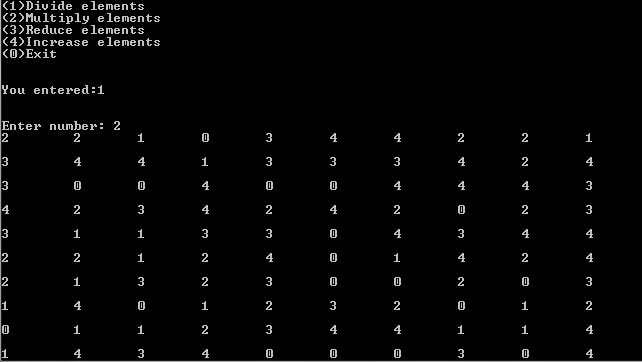 (1)Divide elements
(2)Multiply elements
(3)Reduce elements
(4)Increase elements
(0)Exit
You entered:1
Enter number: 2
2 2 1 0 3 4 4 2 2 1
3 4 4 1 3 3 3 4 2 4
3 0 0 4 0 0 4 4 4 3
4 2 3 4 2 4 2 0 2 3
3 1 1 3 3 0 4 3 4 4
2 2 1 2 4 0 1 4 2 4
2 1 3 2 3 0 0 2 0 3
1 4 0 1 2 3 2 0 1 2
0 1 1 2 3 4 4 1 1 4
1 4 3 4 0 0 0 3 0 4